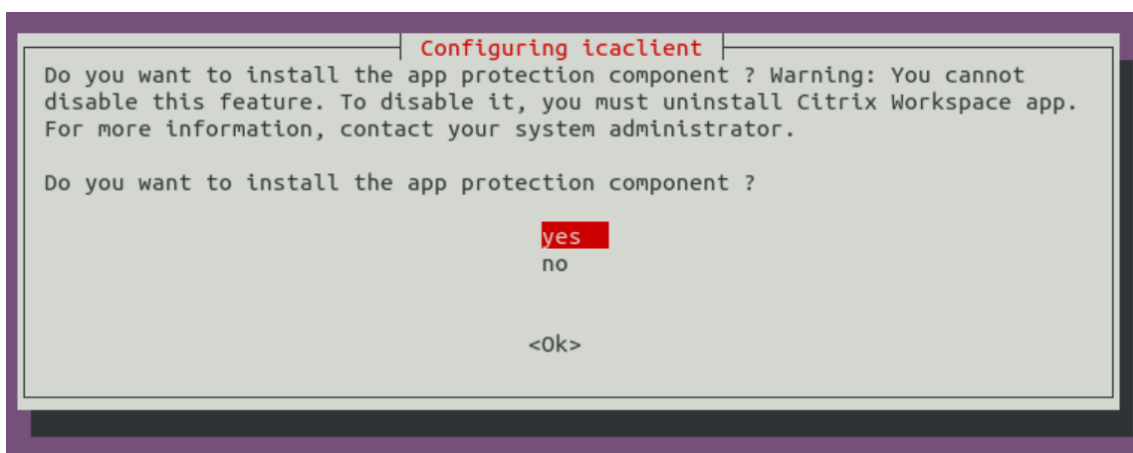 Configuring icaclient
Do you want to install the app protection component ? Warning: You cannot
disable this feature. To disable it, you must uninstall Citrix Workspace app.
For more information, contact your system administrator.
Do you want to install the app protection component ?
yes
no
<Ok>